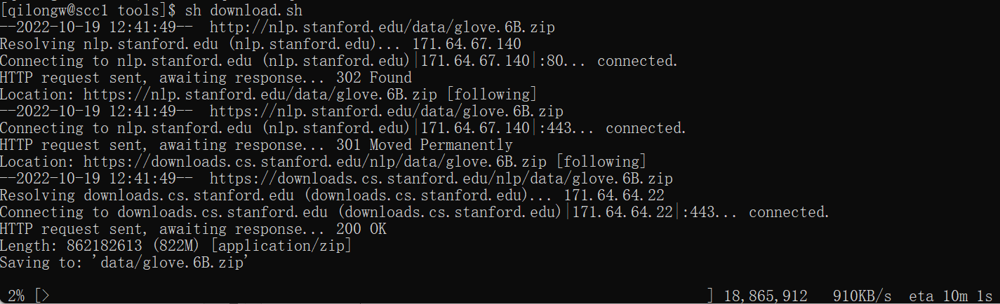 [qilongw@scc1 tools]$ sh download.sh
--2022-10-19 12:41:49--  http://nlp.stanford.edu/data/glove.6B.zip
Resolving nlp.stanford.edu (nlp.stanford.edu)... 171.64.67.140
Connecting to nlp.stanford.edu (nlp.stanford.edu)|171.64.67.140|:80... connected.
HTTP request sent, awaiting response... 302 Found
Location: https://nlp.stanford.edu/data/glove.6B.zip [following]
--2022-10-19 12:41:49--  https://nlp.stanford.edu/data/glove.6B.zip
Connecting to nlp.stanford.edu (nlp.stanford.edu)|171.64.67.140|:443... connected.
HTTP request sent, awaiting response... 301 Moved Permanently
Location: https://downloads.cs.stanford.edu/nlp/data/glove.6B.zip [following]
--2022-10-19 12:41:49--  https://downloads.cs.stanford.edu/nlp/data/glove.6B.zip
Resolving downloads.cs.stanford.edu (downloads.cs.stanford.edu)... 171.64.64.22
Connecting to downloads.cs.stanford.edu (downloads.cs.stanford.edu)|171.64.64.22|:443... connected.
HTTP request sent, awaiting response... 200 OK
Length: 862182613 (822M) [application/zip]
Saving to: 'data/glove.6B.zip'
2% [> ] 18,865,912   910KB/s  eta 10m 1s